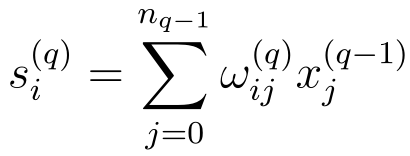 $s_i^{(q)} = \sum_{j=0}^{n_{q-1}} \omega_{ij}^{(q)} x_j^{(q-1)}$